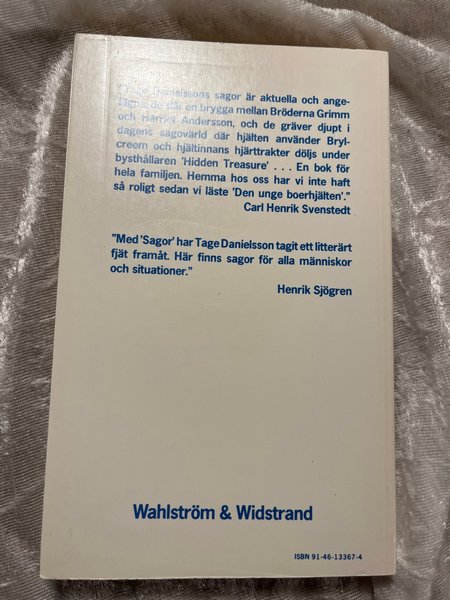 "Tage Danielssons sagor är aktuella och ange-
lägna, de slår en brygga mellan Bröderna Grimm
och Harriet Andersson, och de gräver djupt i
dagens sagovärld där hjälten använder Bryl-
creem och hjältinnans hjärttrakter döljs under
bysthållaren 'Hidden Treasure' . . . En bok för
hela familjen. Hemma hos oss har vi inte haft
så roligt sedan vi läste 'Den unge boerhjälten'."
Carl Henrik Svenstedt
"Med 'Sagor' har Tage Danielsson tagit ett litterärt
fjät framåt. Här finns sagor för alla människor
och situationer."
Henrik Sjögren
Wahlström & Widstrand
ISBN 91-46-13367-4